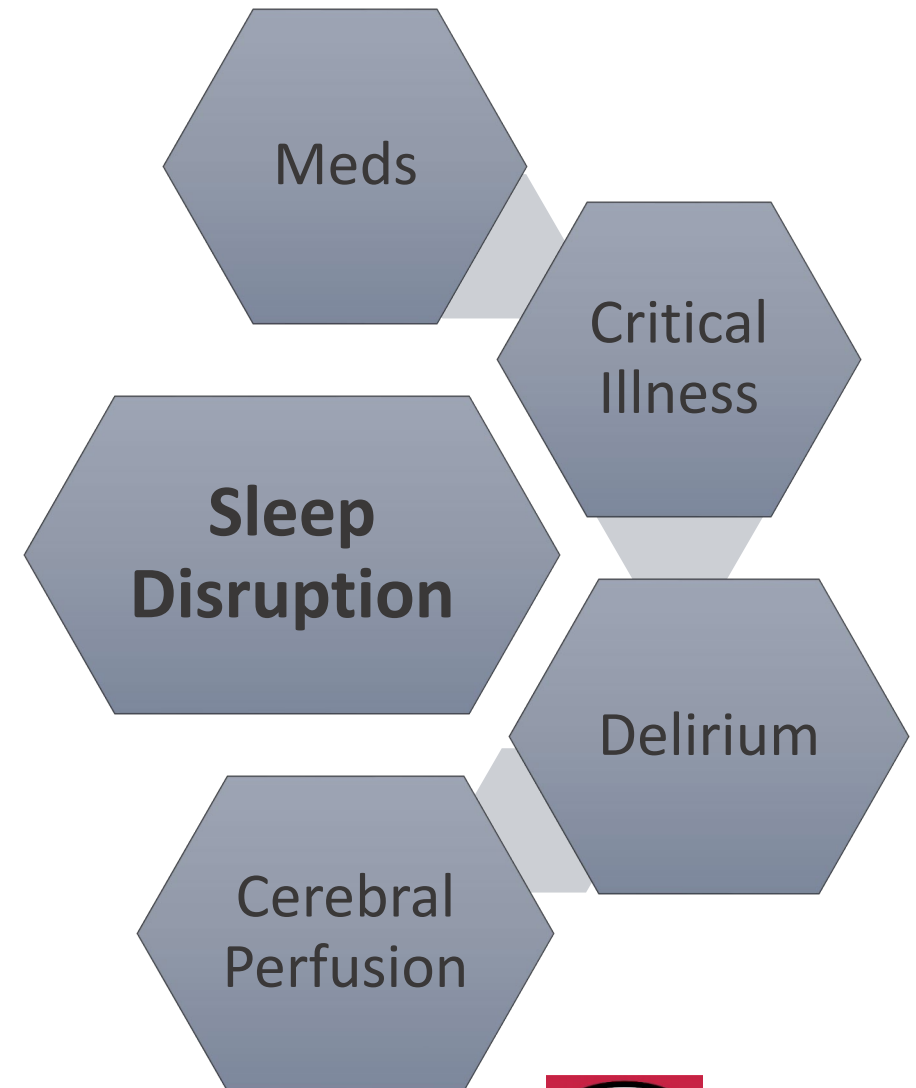 Meds
Critical
Illness
Sleep
Disruption
Delirium
Cerebral
Perfusion